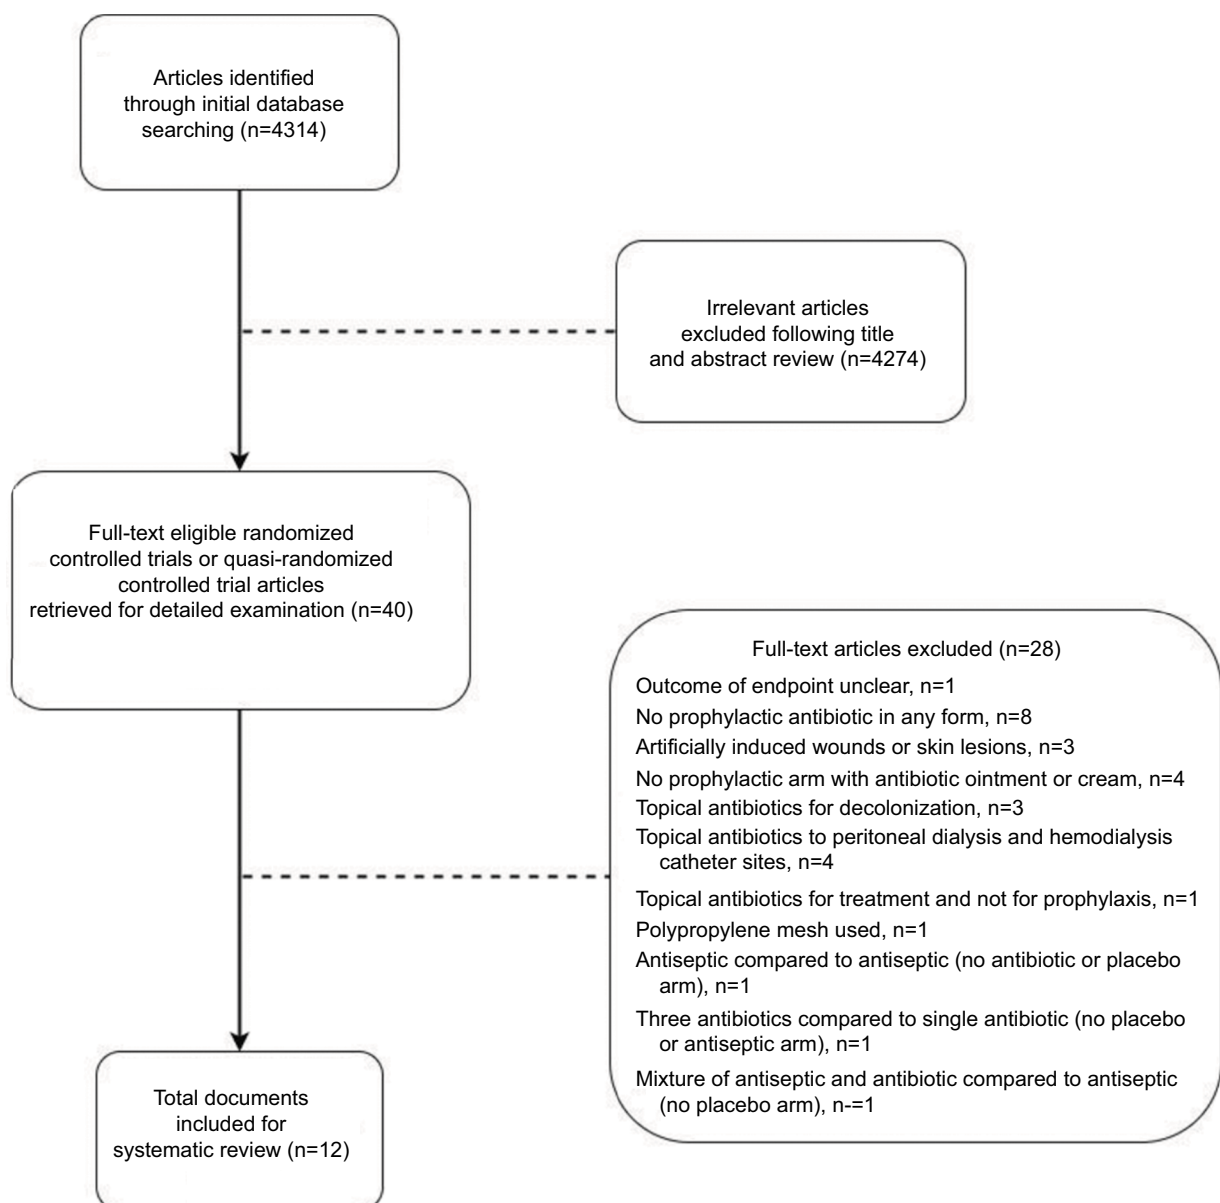 Articles identified
through initial database
searching (n=4314)
Irrelevant articles
excluded following title
and abstract review (n=4274)
Full-text eligible randomized
controlled trials or quasi-randomized
controlled trial articles
retrieved for detailed examination (n=40)
Full-text articles excluded (n=28)
Outcome of endpoint unclear, n=1
No prophylactic antibiotic in any form, n=8
Artificially induced wounds or skin lesions, n=3
No prophylactic arm with antibiotic ointment or cream, n=4
Topical antibiotics for decolonization, n=3
Topical antibiotics to peritoneal dialysis and hemodialysis
catheter sites, n=4
Topical antibiotics for treatment and not for prophylaxis, n=1
Polypropylene mesh used, n=1
Antiseptic compared to antiseptic (no antibiotic or placebo
arm), n=1
Three antibiotics compared to single antibiotic (no placebo
or antiseptic arm), n=1
Mixture of antiseptic and antibiotic compared to antiseptic
(no placebo arm), n-=1
Total documents
included for
systematic review (n=12)